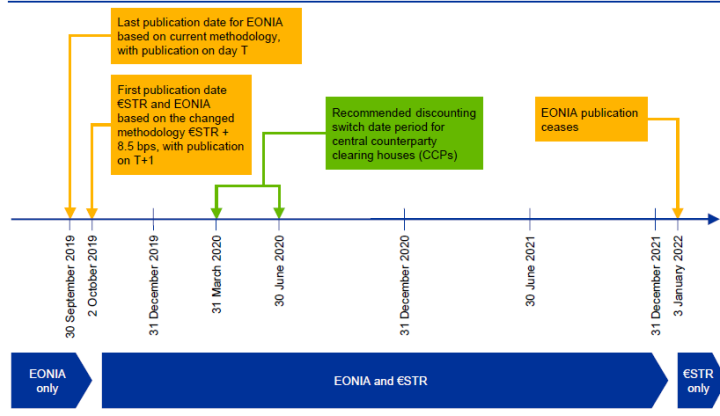 Last publication date for EONIA
based on current methodology,
with publication on day T
First publication date
€STR and EONIA
based on the changed
methodology €STR +
8.5 bps, with publication
on T+1
Recommended discounting
switch date period for
central counterparty
clearing houses (CCPs)
EONIA publication
ceases
30 September 2019
2 October 2019
31 December 2019
31 March 2020
30 June 2020
31 December 2020
30 June 2021
31 December 2021
3 January 2022
EONIA
only
EONIA and €STR
€STR
only